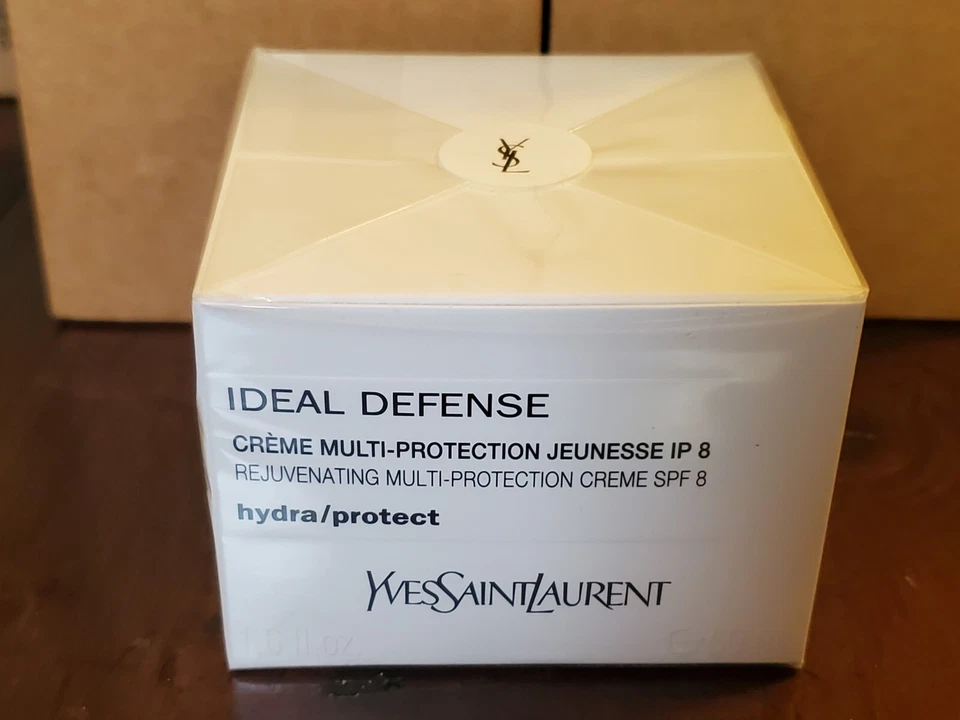 YSL
IDEAL DEFENSE
CRÈME MULTI-PROTECTION JEUNESSE IP 8
REJUVENATING MULTI-PROTECTION CREME SPF 8
hydra/protect
YVESSAINTLAURENT